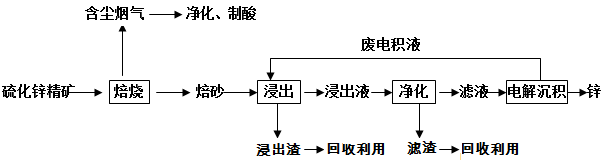 含尘烟气
净化、制酸
废电积液
硫化锌精矿
焙烧
焙砂
浸出
浸出液
净化
滤液
电解沉积
锌
浸出渣
回收利用
滤渣
回收利用